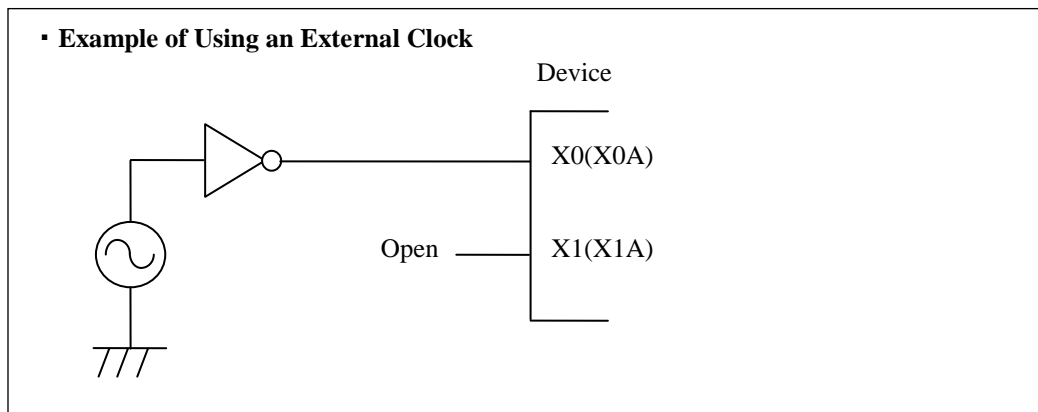 ▪ Example of Using an External Clock
Device
X0(X0A)
Open X1(X1A)